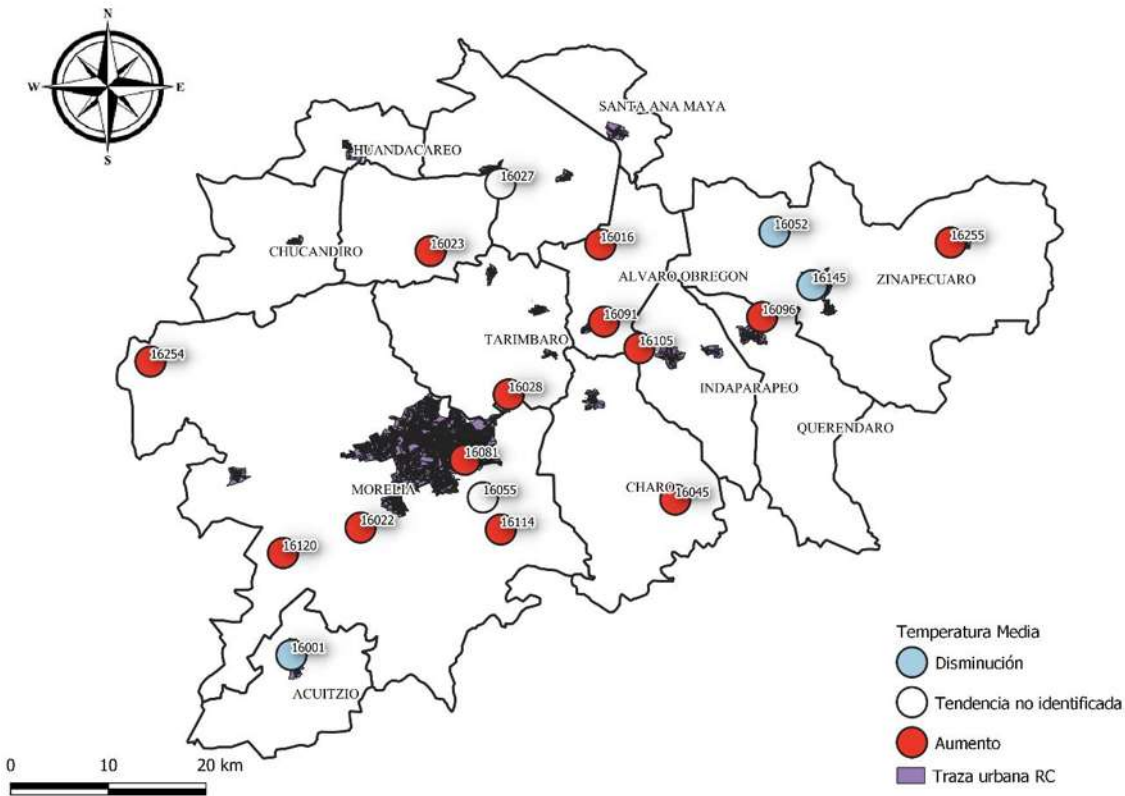 N
W E
S
SANTA ANA MAYA
HUANDACAREO
16027
16052
16255
16023
16016
CHUCANDIRO
ALVARO OBREGON
ZINAPECUARO
16145
16091
16096
TARIMBARO
16105
16254
INDAPARAPEO
16028
QUERENDARO
16081
MORELIA
16055
CHARO
16045
16022
16114
16120
16001
ACUITZIO
Temperatura Media
Disminución
Tendencia no identificada
Aumento
Traza urbana RC
0 10 20 km